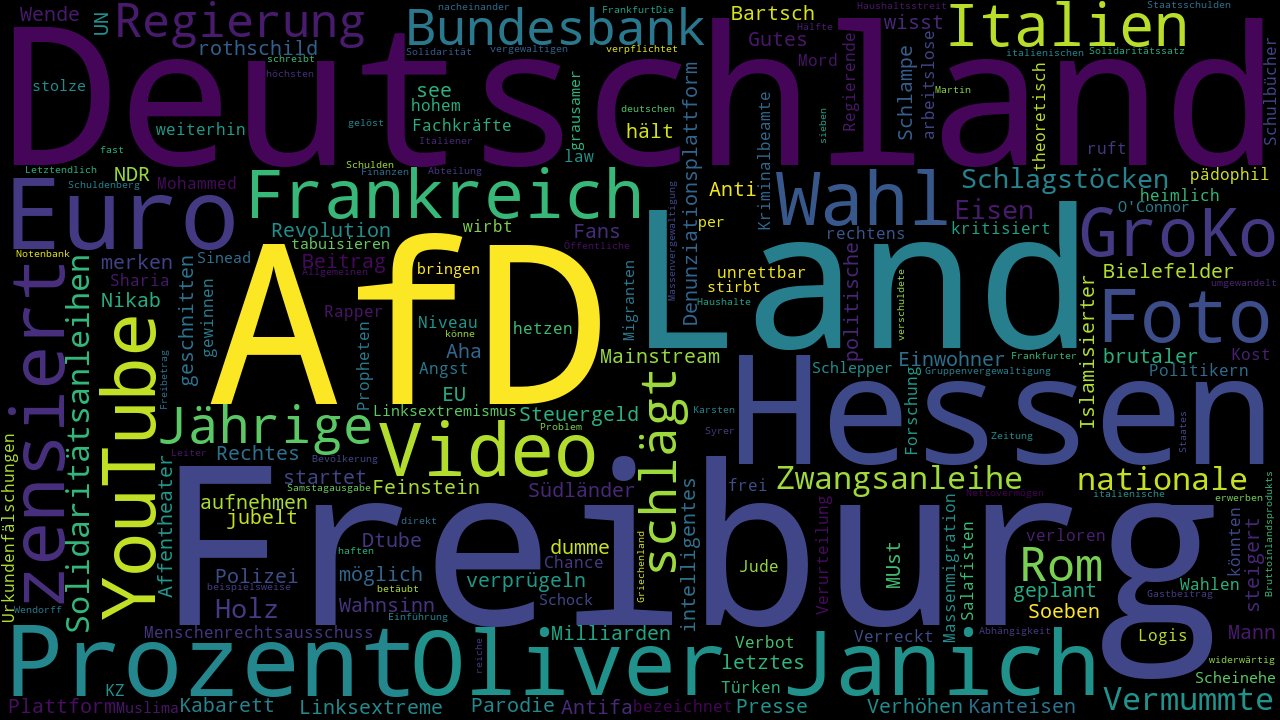 Wende
UN
Regierung
nacheinander
FrankfurtDie
Bundesbank
Bartsch
Haushaltsstreit
Staatsschulden
Italien
Deutschland
rothschild
schreibt
höchsten
Solidarität
vergewaltigen
verpflichtet
Gutes
Hälfte
wisst
italienischen
Solidaritätssatz
Mord
Regierende
Schlampe
arbeitslose
Schulbücher
stolze
see
hohem
weiterhin
gelöst
Fachkräfte
Italiener
grausamer
deutschen
hält
law
Denunziationsplattform
Kriminalbeamte
sieben
Martin
theoretisch
ruft
fast
Letztendlich
NDR
Schuldenberg
Mohammed
Schulden
Finanzen
Abteilung
Euro
Frankreich
Anti
Wahl
Schlagstöcken
pädophil
heimlich
Eisen
O'Connor
GroKo
Revolution
wirbt
Fans
per
rechtens
kritisiert
tabuisieren
Öffentliche
Massenvergewaltigung
Notenbank
merken
Sinead
Beitrag
Allgemeinen
bringen
unrettbar
stirbt
Haushalte
Bielefelder
umgewandelt
Sharia
Nikab
geschnitten
gewinnen
AfD
Land
Rapper
Niveau
könne
hetzen
Migranten
verschuldete
politische
Islamisierter
Foto
zensiert
Solidaritätsanleihen
YouTube
Propheten
Freibetrag
Aha
Angst
EU
Mainstream
Schlepper
Einwohner
Frankfurter
Gruppenvergewaltigung
brutaler
Kost
Politikern
Hessen
Jährige
Linksextremismus
Steuergeld
Problem
schlägt
Karsten
Syrer
Forschung
Zeitung
Staates
Urkundenfälschungen
Rechtes
Leiter
Bevölkerung
Video
Affentheater
startet
Samstagausgabe
Feinstein
Südländer
frei
Zwangsanleihe
Nettovermögen
nationale
italienische
erwerben
Bruttoinlandsprodukts
aufnehmen
jubelt
Freiburg
direkt
Dtube
haften
dumme
Chance
Griechenland
intelligentes
Verurteilung
Massenmigration
Salafisten
verloren
Rom
könnten
steigert
Polizei
beispielsweise
möglich
betäubt
verprügeln
Schock
Jude
MUst
geplant
Wahlen
Gastbeitrag
Wendorff
Holz
Wahnsinn
Einführung
Soeben
Menschenrechtsausschuss
Milliarden
Verbot
Verreckt
Abhängigkeit
Logis
Mann
Prozent
Oliver
Janich
reiche
letztes
widerwärtig
Scheinehe
KZ
Türken
Plattform
Muslima
Kabarett
Linksextreme
Parodie
Antifa
bezeichnet
Presse
Verhöhen
Kanteisen
Vermummte